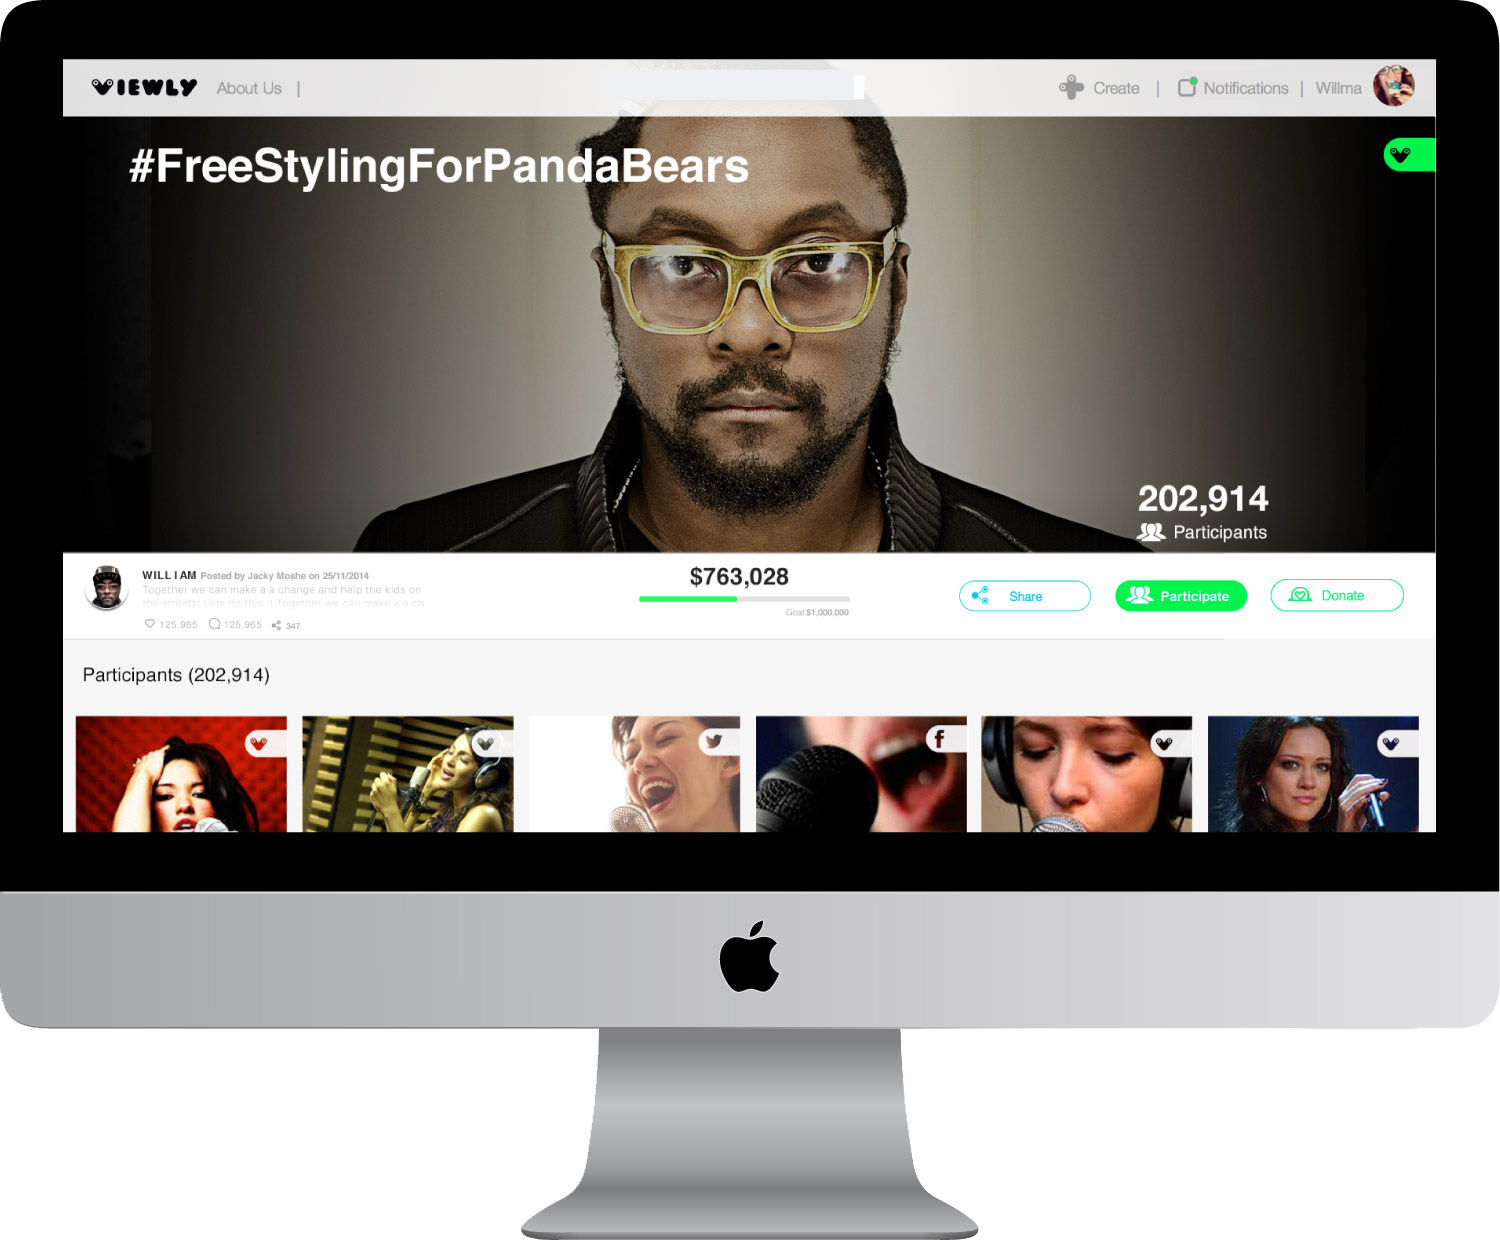 VIEWLY About Us | Create | Notifications | Willma
#FreeStylingForPandaBears
202,914
Participants
WILL I AM Posted by Jacky Moshe on 25/11/2014
Together we can make a a change and help the kids on
the streets! Lets do this :) Together we can make a a ch
125.965 125.965 347
$763,028
Goal $1,000,000
Share
Participate
Donate
Participants (202,914)